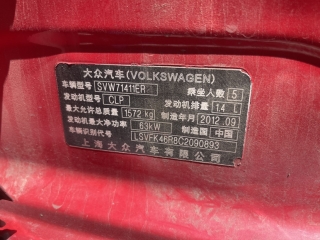 大众汽车(VOLKSWAGEN)
车辆型号 SVW71411ER 乘坐人数 5
发动机型号 CLP 发动机排量 1.4 L
最大允许总质量 1572 kg 制造年月 2012.09
发动机最大净功率 63kW 制造国 中国
车辆识别代号 LSVFK46R8C2090893
上海大众汽车有限公司